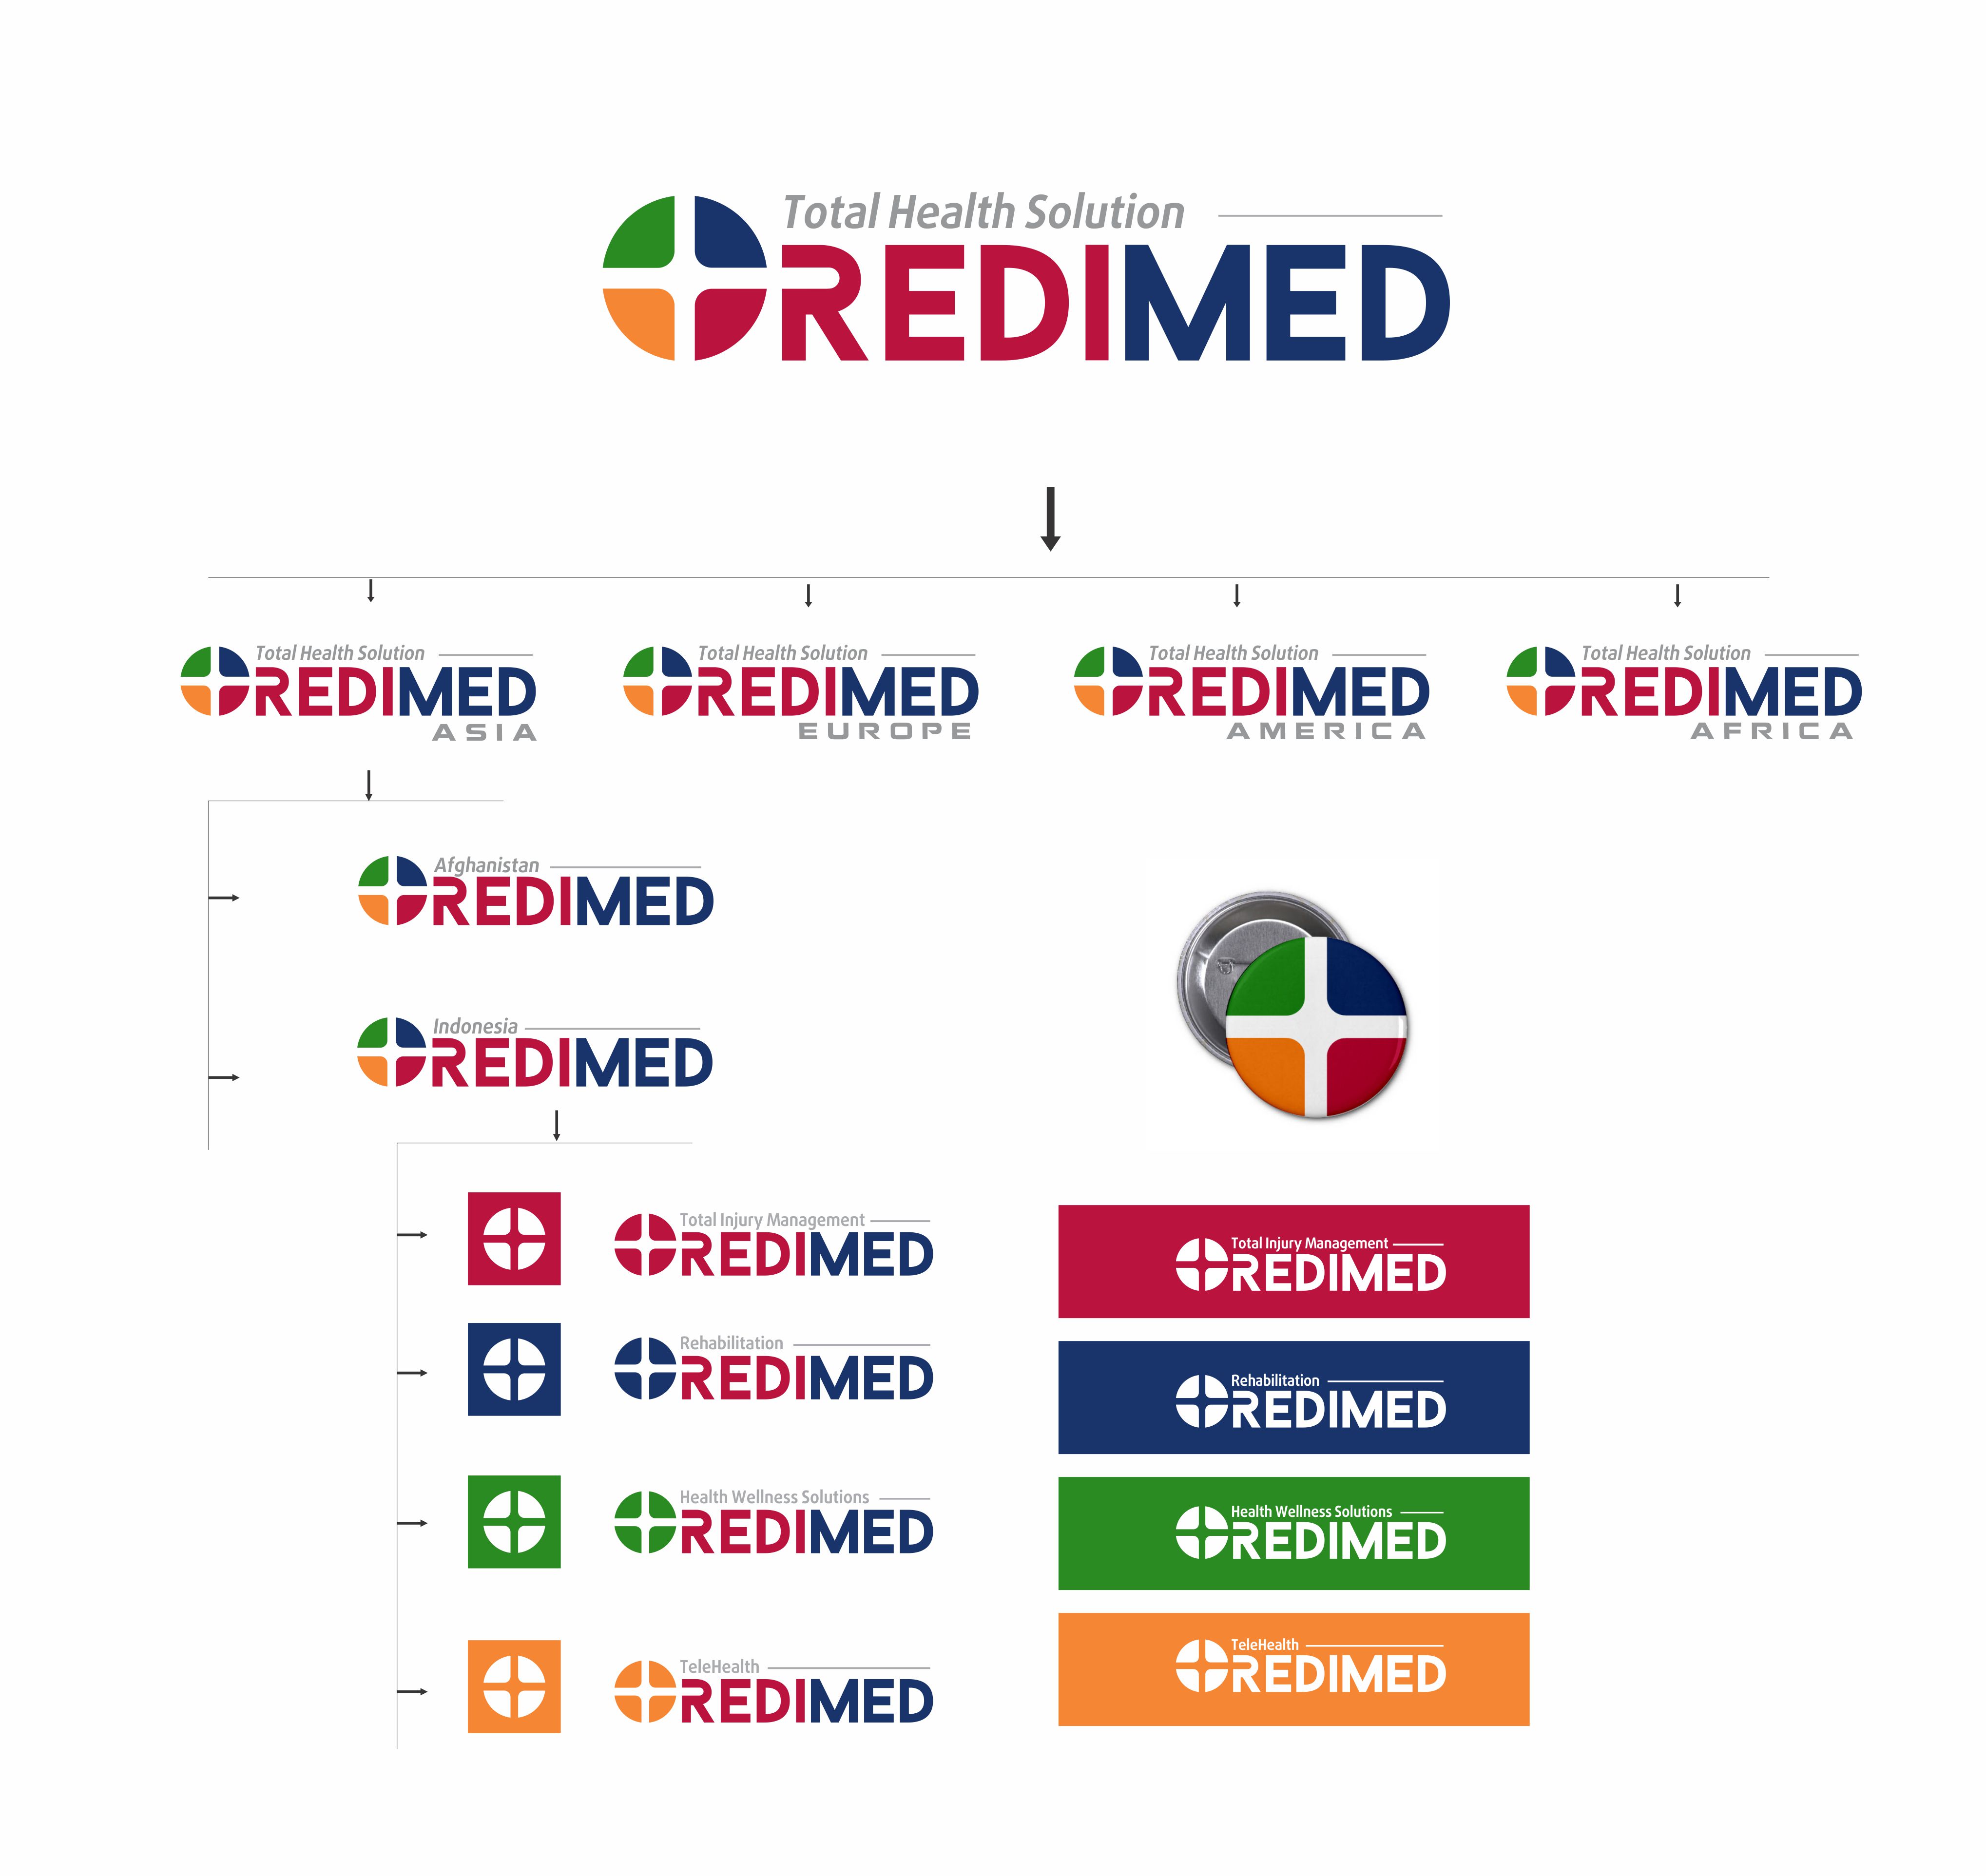 Total Health Solution
REDIMED
Total Health Solution
REDIMED
ASIA
Total Health Solution
REDIMED
EUROPE
Total Health Solution
REDIMED
AMERICA
Total Health Solution
REDIMED
AFRICA
Afghanistan
REDIMED
Indonesia
REDIMED
Total Injury Management
REDIMED
Total Injury Management
REDIMED
Rehabilitation
REDIMED
Rehabilitation
REDIMED
Health Wellness Solutions
REDIMED
Health Wellness Solutions
REDIMED
TeleHealth
REDIMED
TeleHealth
REDIMED